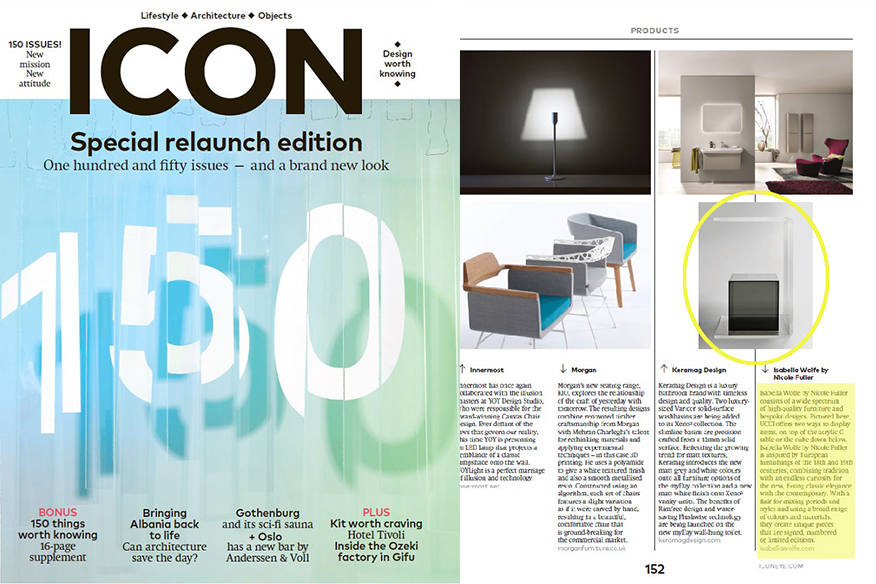 Lifestyle ◆ Architecture ◆ Objects
150 ISSUES!
New
mission
New
attitude
ICON
Design
worth
knowing
Special relaunch edition
One hundred and fifty issues – and a brand new look
150
BONUS
150 things
worth knowing
16-page
supplement
Bringing
Albania back
to life
Can architecture
save the day?
Gothenburg
and its sci-fi sauna
+ Oslo
has a new bar by
Anderssen & Voll
PLUS
Kit worth craving
Hotel Tivoli
Inside the Ozeki
factory in Gifu
PRODUCTS
↑ Innermost
Innermost has once again
collaborated with the illusion
masters at YOY Design Studio,
who were responsible for the
award-winning Canvas Chair
design. Ever defiant of the
laws that govern our reality,
this time YOY is presenting
an LED lamp that projects a
semblance of a classic
lampshade onto the wall.
YOYLight is a perfect marriage
of illusion and technology
innermost.net
↓ Morgan
Morgan's new seating range,
RIO, explores the relationship
of the craft of yesterday with
tomorrow. The resulting designs
combine renowned timber
craftsmanship from Morgan
with Mehran Gharleghi's talent
for rethinking materials and
applying experimental
techniques – in this case 3D
printing. He uses a polyamide
to give a white textured finish
and also a smooth metallised
resin. Constructed using an
algorithm, each set of chairs
features a slight variation
as if it were carved by hand,
resulting in a beautiful,
comfortable chair that
is ground-breaking for
the commercial market.
morganfurniture.co.uk
↑ Keramag Design
Keramag Design is a luxury
bathroom brand with timeless
design and quality. Two luxury-
sized Varicor solid-surface
washbasins are being added
to its Xeno² collection. The
slimline basins are precision
crafted from a 12mm solid
surface. Reflecting the growing
trend for matt textures,
Keramag introduces the new
matt grey and white colours
onto all furniture options of
the myDay collection and a new
matt white finish onto Xeno²
vanity units. The benefits of
Rimfree design and water-
saving Flushwise technology
are being launched on the
new myDay wall-hung toilet.
keramagdesign.com
↓ Isabella Wolfe by
Nicole Fuller
Isabella Wolfe by Nicole Fuller
consists of a wide spectrum
of high-quality furniture and
bespoke designs. Pictured here,
UCCI offers two ways to display
items, on top of the acrylic C
table or the cube down below.
Isabella Wolfe by Nicole Fuller
is inspired by European
furnishings of the 18th and 19th
centuries, combining tradition
with an endless curiosity for
the new, fusing classic elegance
with the contemporary. With a
flair for mixing periods and
styles and using a broad range
of colours and materials,
they create unique pieces
that are signed, numbered
or limited editions.
isabellawolfe.com
152
ICONEYE.COM